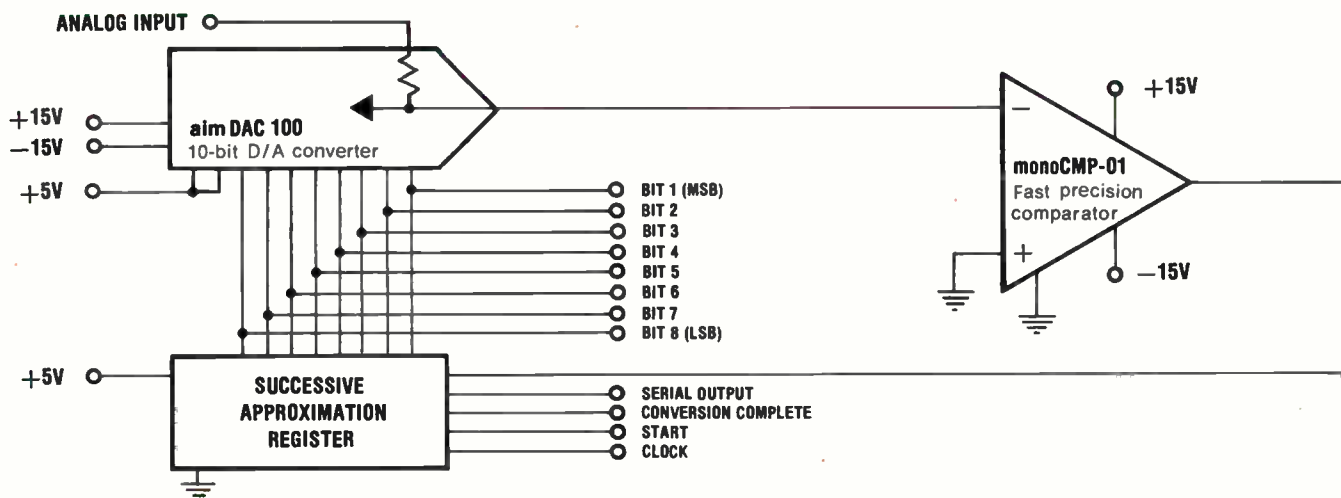 ANALOG INPUT
+15V
−15V
+5V
aim DAC 100
10-bit D/A converter
BIT 1 (MSB)
BIT 2
BIT 3
BIT 4
BIT 5
BIT 6
BIT 7
BIT 8 (LSB)
−
monoCMP-01
Fast precision
comparator
+
+15V
−15V
+5V
SUCCESSIVE
APPROXIMATION
REGISTER
SERIAL OUTPUT
CONVERSION COMPLETE
START
CLOCK